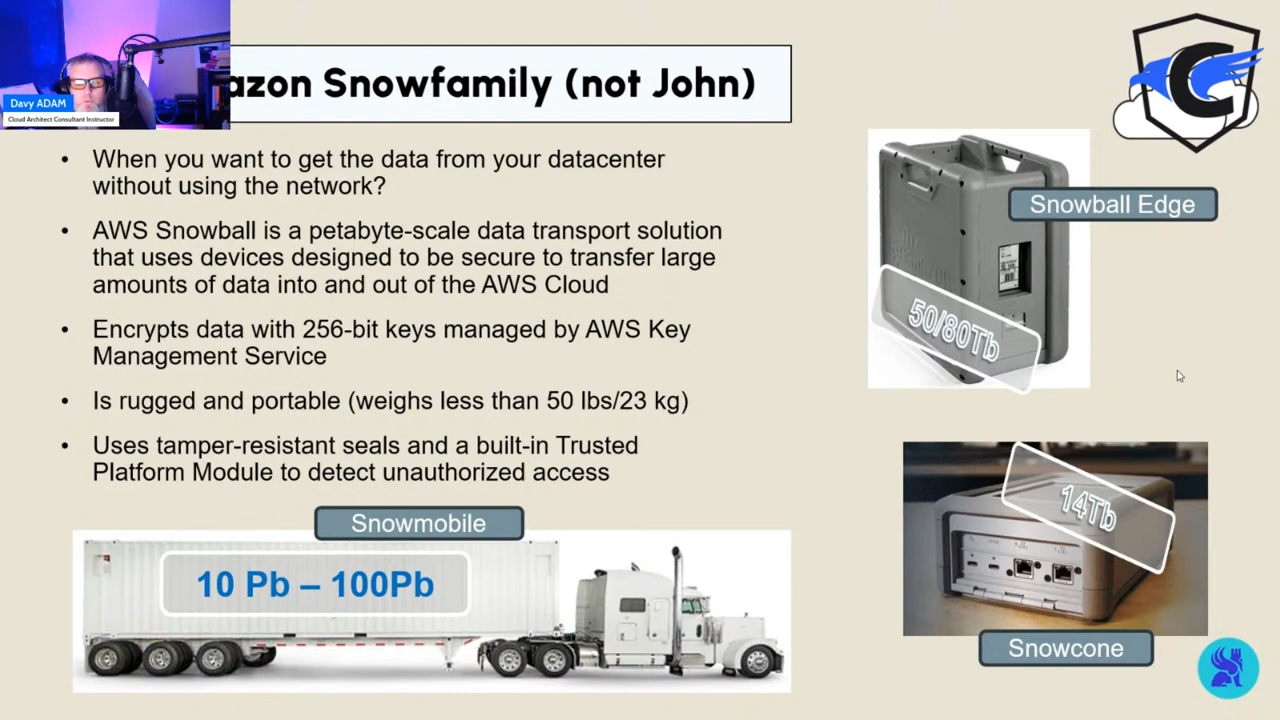 azon Snowfamily (not John)
Davy ADAM
Cloud Architect Consultant Instructor
C
• When you want to get the data from your datacenter
without using the network?
• AWS Snowball is a petabyte-scale data transport solution
that uses devices designed to be secure to transfer large
amounts of data into and out of the AWS Cloud
• Encrypts data with 256-bit keys managed by AWS Key
Management Service
• Is rugged and portable (weighs less than 50 lbs/23 kg)
• Uses tamper-resistant seals and a built-in Trusted
Platform Module to detect unauthorized access
Snowball Edge
50/80Tb
14Tb
Snowcone
Snowmobile
10 Pb – 100Pb